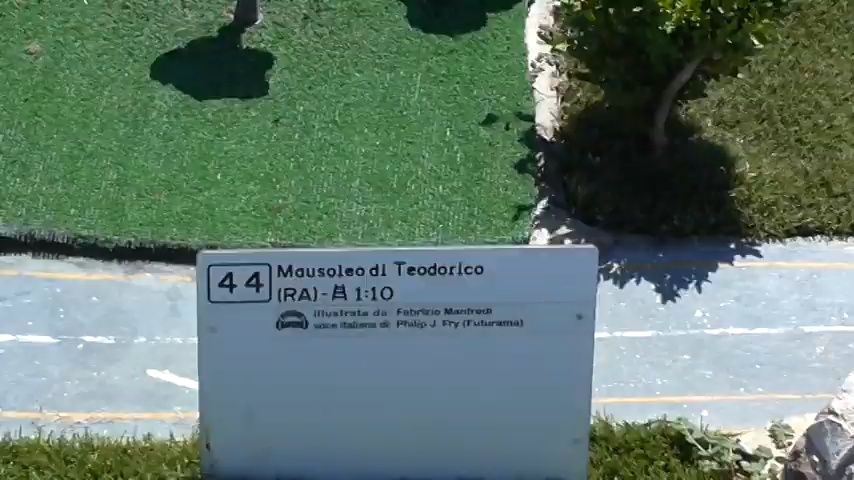 44 Mausoleo di Teodorico
(RA)- 1:10
illustrata da Fabrizio Manfredi
voce italiana di Philip J. Fry (Futurama)